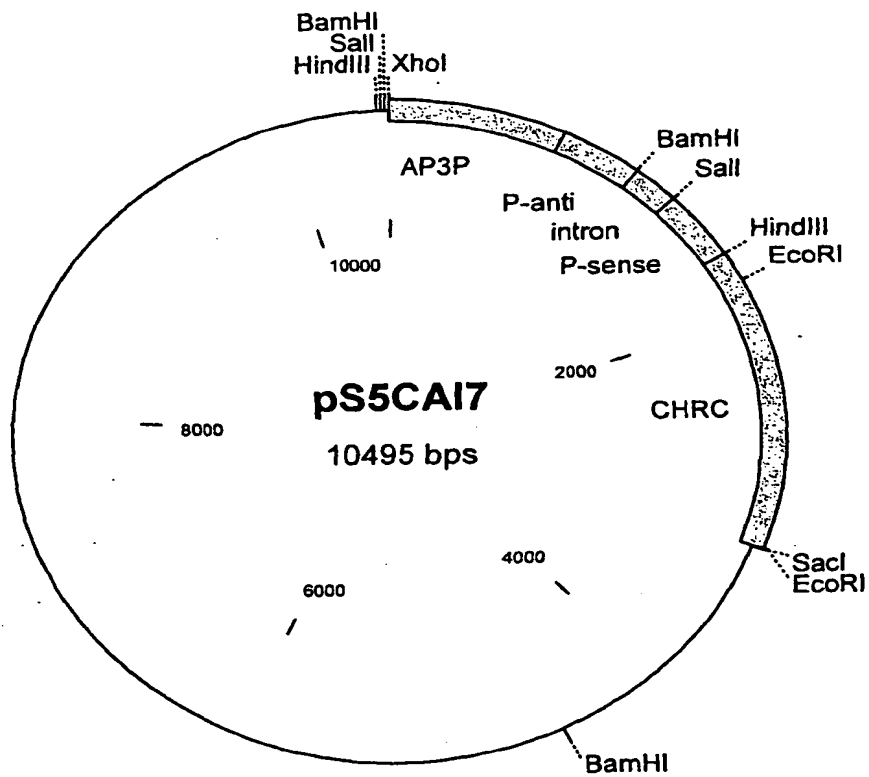 BamHI
SalI
HindIII XhoI
AP3P
BamHI
SalI
P-anti
intron
P-sense
HindIII
EcoRI
10000
2000
pS5CAI7
10495 bps
CHRC
8000
4000
6000
SacI
EcoRI
BamHI